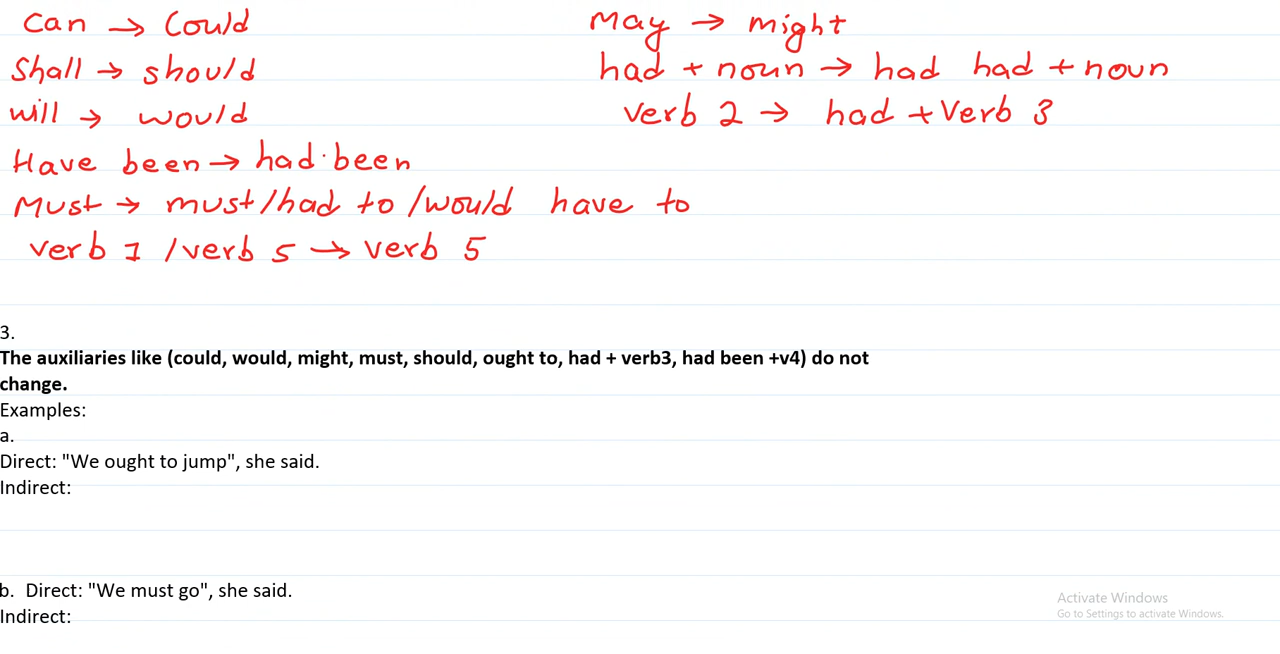 Can → Could
Shall → should
will → would
Have been → had been
Must → must/had to /would have to
verb 1 /verb 5 → verb 5
May → might
had + noun → had had + noun
verb 2 → had + Verb 3
3.
The auxiliaries like (could, would, might, must, should, ought to, had + verb3, had been +v4) do not
change.
Examples:
a.
Direct: "We ought to jump", she said.
Indirect:
b. Direct: "We must go", she said.
Indirect:
Activate Windows
Go to Settings to activate Windows.